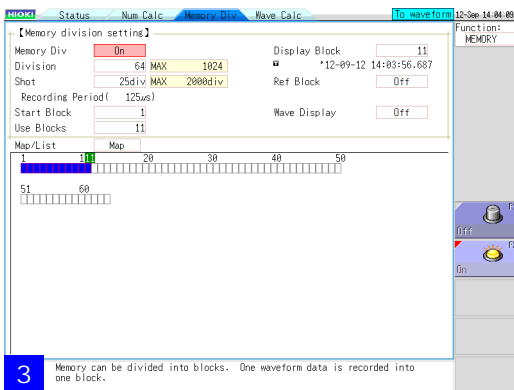 HIOKI Status Num Calc Memory Div Wave Calc To waveform 12-Sep 14:04:09
【Memory division setting】
Function:
MEMORY
Memory Div On Display Block 11
Division 64 MAX 1024 '12-09-12 14:03:56.687
Shot 25div MAX 2000div Ref Block Off
Recording Period( 125µs)
Start Block 1 Wave Display Off
Use Blocks 11
Map/List Map
1 11 20 30 40 50
51 60
Off
On
3 Memory can be divided into blocks. One waveform data is recorded into
one block.